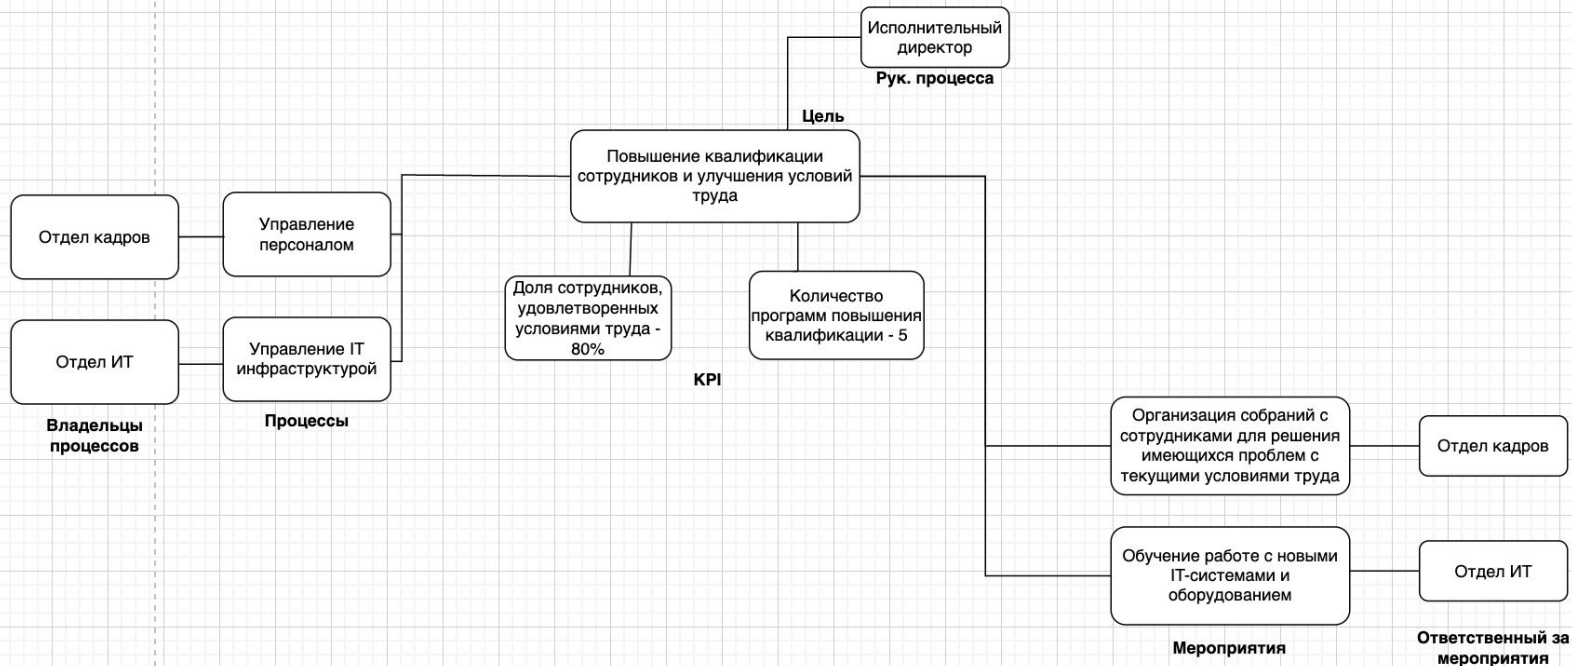 Исполнительный
директор
Рук. процесса
Цель
Повышение квалификации
сотрудников и улучшения условий
труда
Отдел кадров
Управление
персоналом
Отдел ИТ
Управление IT
инфраструктурой
Владельцы
процессов
Процессы
Доля сотрудников,
удовлетворенных
условиями труда -
80%
Количество
программ повышения
квалификации - 5
KPI
Организация собраний с
сотрудниками для решения
имеющихся проблем с
текущими условиями труда
Отдел кадров
Обучение работе с новыми
IT-системами и
оборудованием
Отдел ИТ
Мероприятия
Ответственный за
мероприятия